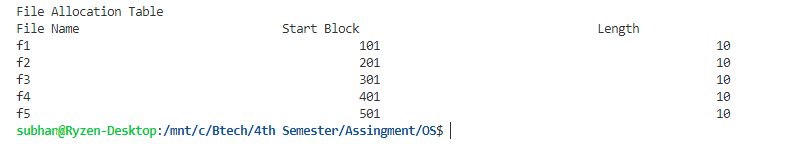 File Allocation Table
File Name Start Block Length
f1 101 10
f2 201 10
f3 301 10
f4 401 10
f5 501 10
subhan@Ryzen-Desktop:/mnt/c/Btech/4th Semester/Assingment/OS$